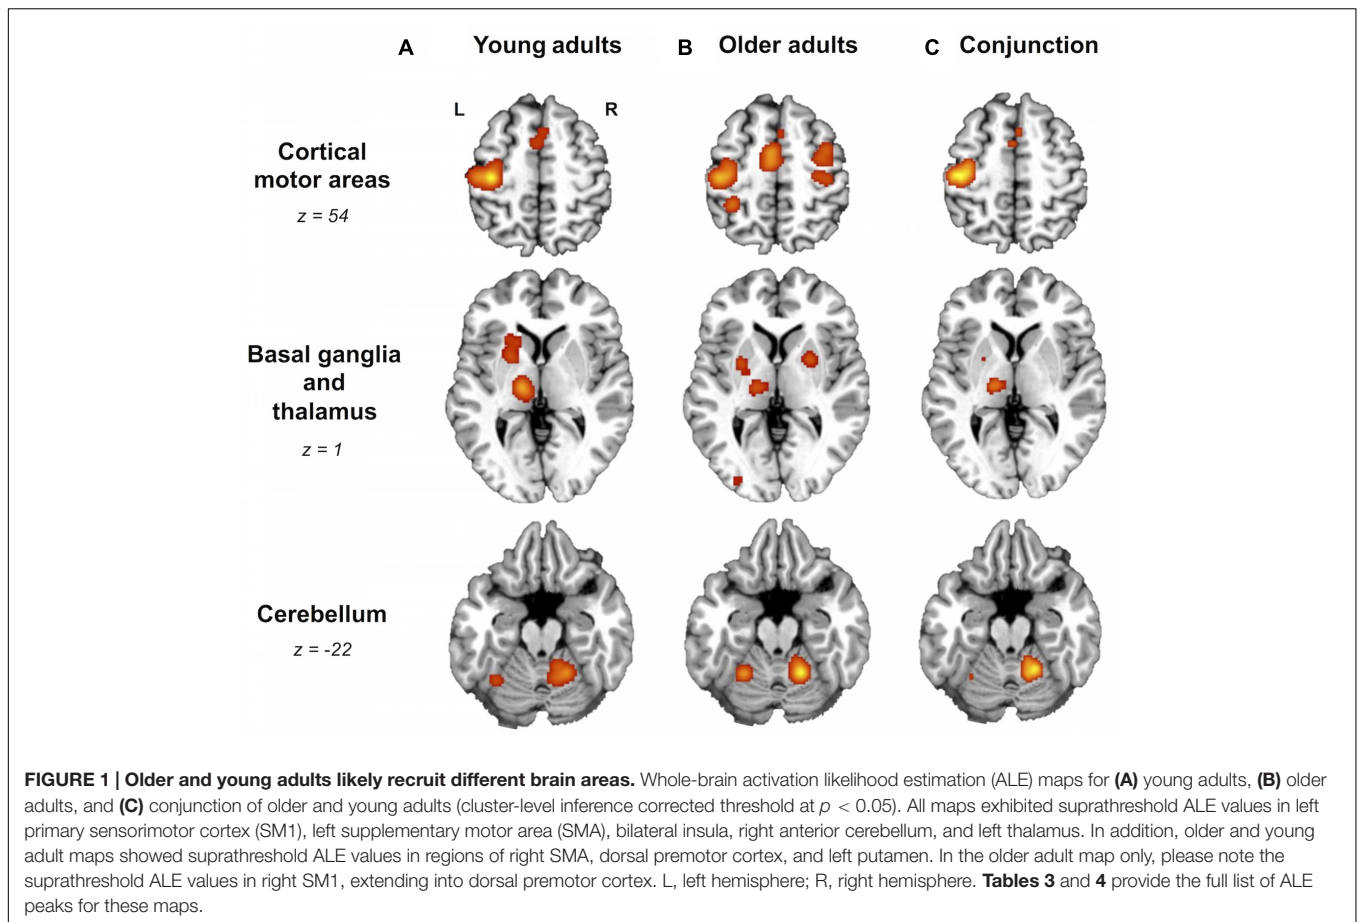 A Young adults B Older adults C Conjunction
L R
Cortical
motor areas
z = 54
Basal ganglia
and
thalamus
z = 1
Cerebellum
z = -22
FIGURE 1 | Older and young adults likely recruit different brain areas. Whole-brain activation likelihood estimation (ALE) maps for (A) young adults, (B) older
adults, and (C) conjunction of older and young adults (cluster-level inference corrected threshold at p < 0.05). All maps exhibited suprathreshold ALE values in left
primary sensorimotor cortex (SM1), left supplementary motor area (SMA), bilateral insula, right anterior cerebellum, and left thalamus. In addition, older and young
adult maps showed suprathreshold ALE values in regions of right SMA, dorsal premotor cortex, and left putamen. In the older adult map only, please note the
suprathreshold ALE values in right SM1, extending into dorsal premotor cortex. L, left hemisphere; R, right hemisphere. Tables 3 and 4 provide the full list of ALE
peaks for these maps.